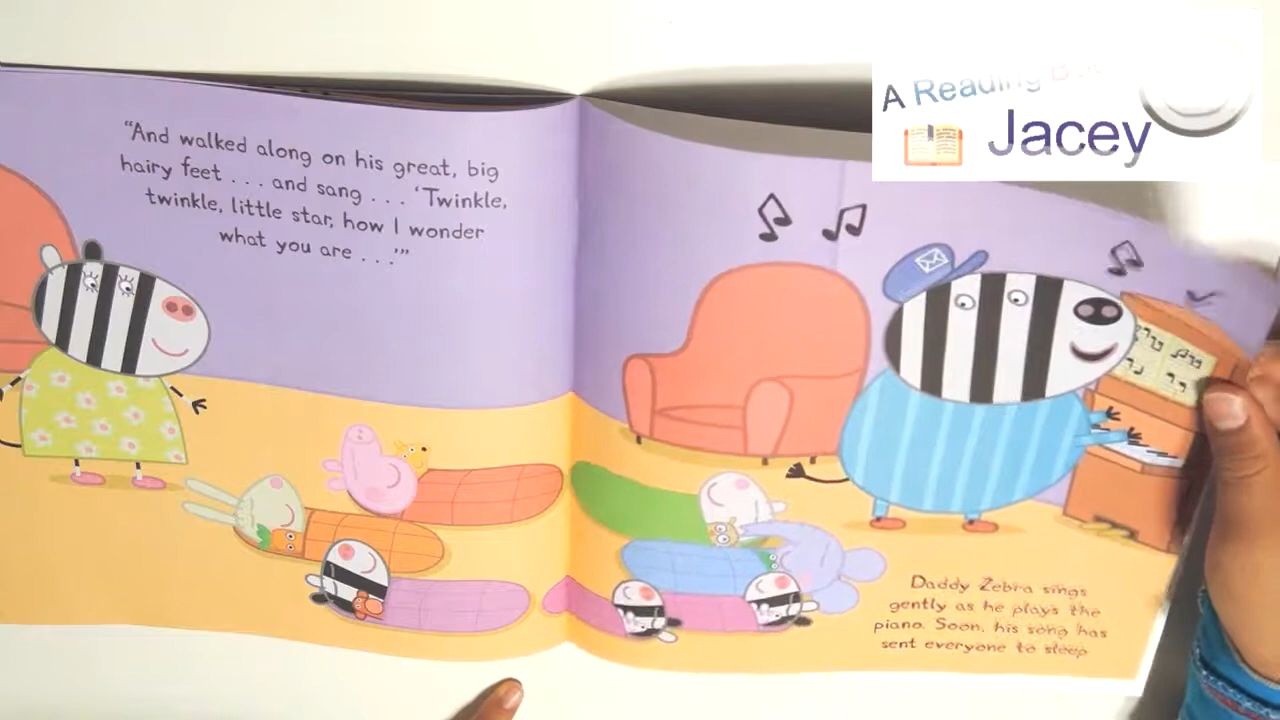 "And walked along on his great, big
hairy feet . . . and sang . . . 'Twinkle,
twinkle, little star, how I wonder
what you are . . .'"
A Reading
Jacey
Daddy Zebra sings
gently as he plays the
piano. Soon, his song has
sent everyone to sleep